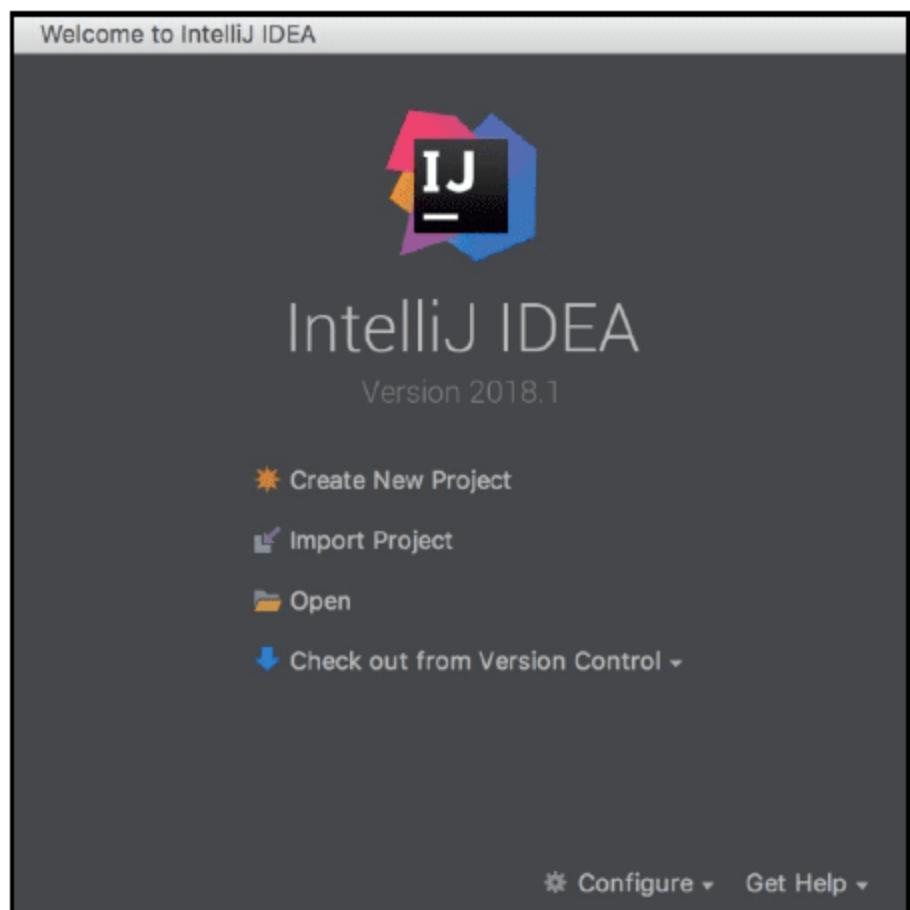 Welcome to IntelliJ IDEA
IJ
IntelliJ IDEA
Version 2018.1
Create New Project
Import Project
Open
Check out from Version Control
Configure Get Help